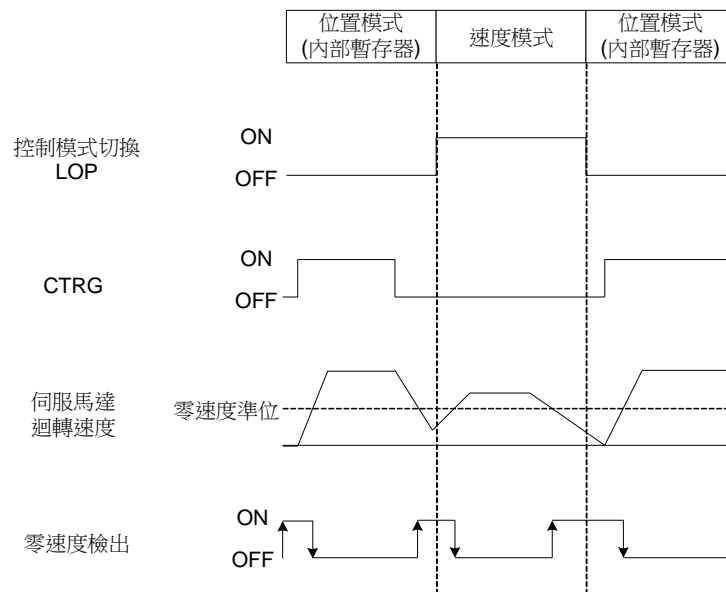 位置模式
(內部暫存器)
速度模式
位置模式
(內部暫存器)
控制模式切換
LOP
ON
OFF
CTRG
ON
OFF
伺服馬達
迴轉速度
零速度準位
零速度檢出
ON
OFF